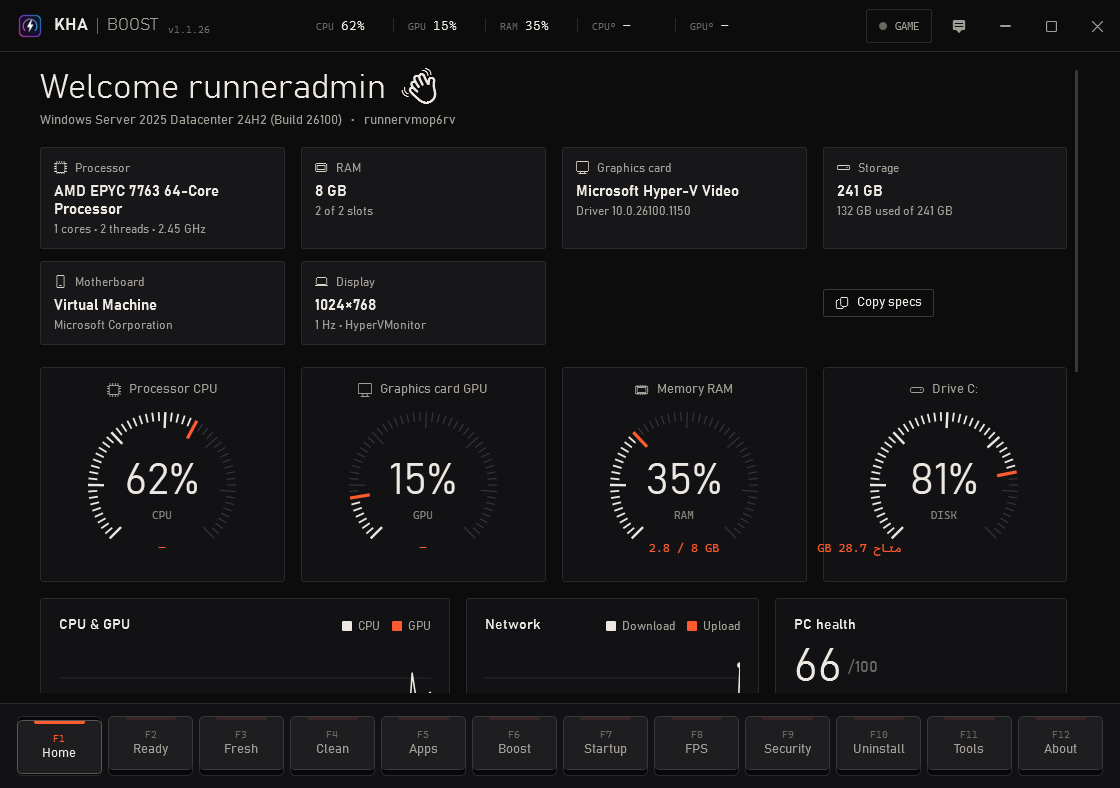 KHA | BOOST v1.1.26
CPU 62%
GPU 15%
RAM 35%
CPU° —
GPU° —
GAME
Welcome runneradmin
Windows Server 2025 Datacenter 24H2 (Build 26100) • runnervmop6rv
Processor
AMD EPYC 7763 64-Core
Processor
1 cores • 2 threads • 2.45 GHz
RAM
8 GB
2 of 2 slots
Graphics card
Microsoft Hyper-V Video
Driver 10.0.26100.1150
Storage
241 GB
132 GB used of 241 GB
Motherboard
Virtual Machine
Microsoft Corporation
Display
1024×768
1 Hz • HyperVMonitor
Copy specs
Processor CPU
62%
CPU
—
Graphics card GPU
15%
GPU
—
Memory RAM
35%
RAM
2.8 / 8 GB
Drive C:
81%
DISK
متاح 28.7 GB
CPU & GPU
CPU
GPU
Network
Download
Upload
PC health
66 /100
F1
Home
F2
Ready
F3
Fresh
F4
Clean
F5
Apps
F6
Boost
F7
Startup
F8
FPS
F9
Security
F10
Uninstall
F11
Tools
F12
About